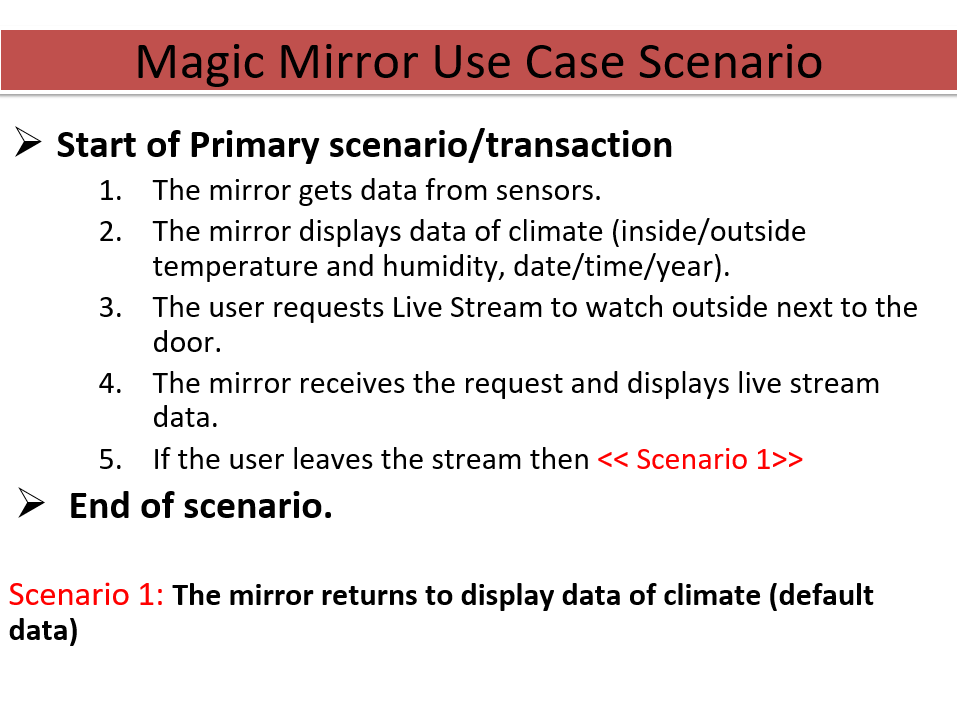 Magic Mirror Use Case Scenario
➢ Start of Primary scenario/transaction
1. The mirror gets data from sensors.
2. The mirror displays data of climate (inside/outside
temperature and humidity, date/time/year).
3. The user requests Live Stream to watch outside next to the
door.
4. The mirror receives the request and displays live stream
data.
5. If the user leaves the stream then << Scenario 1>>
➢ End of scenario.
Scenario 1: The mirror returns to display data of climate (default
data)